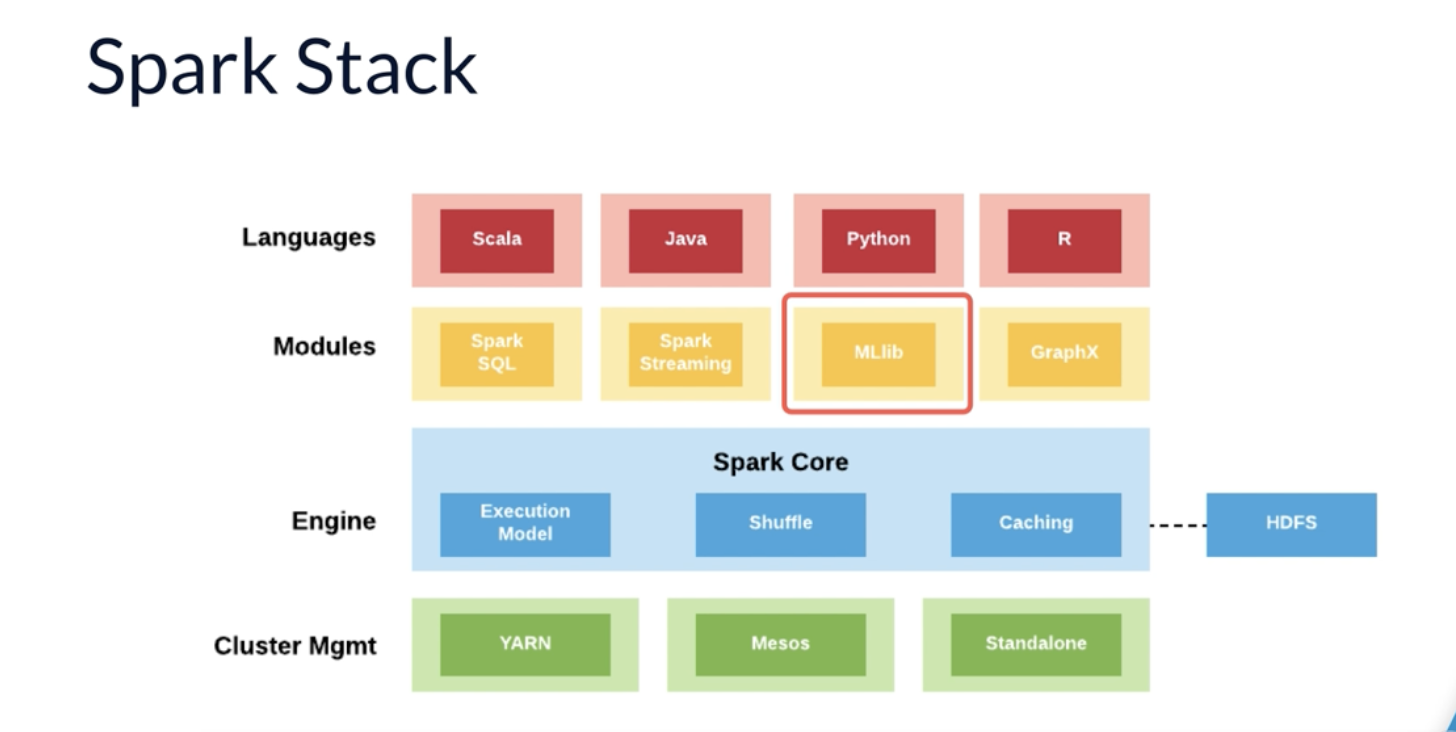 Spark Stack
Languages
Scala
Java
Python
R
Modules
Spark
SQL
Spark
Streaming
MLlib
GraphX
Spark Core
Engine
Execution
Model
Shuffle
Caching
HDFS
Cluster Mgmt
YARN
Mesos
Standalone